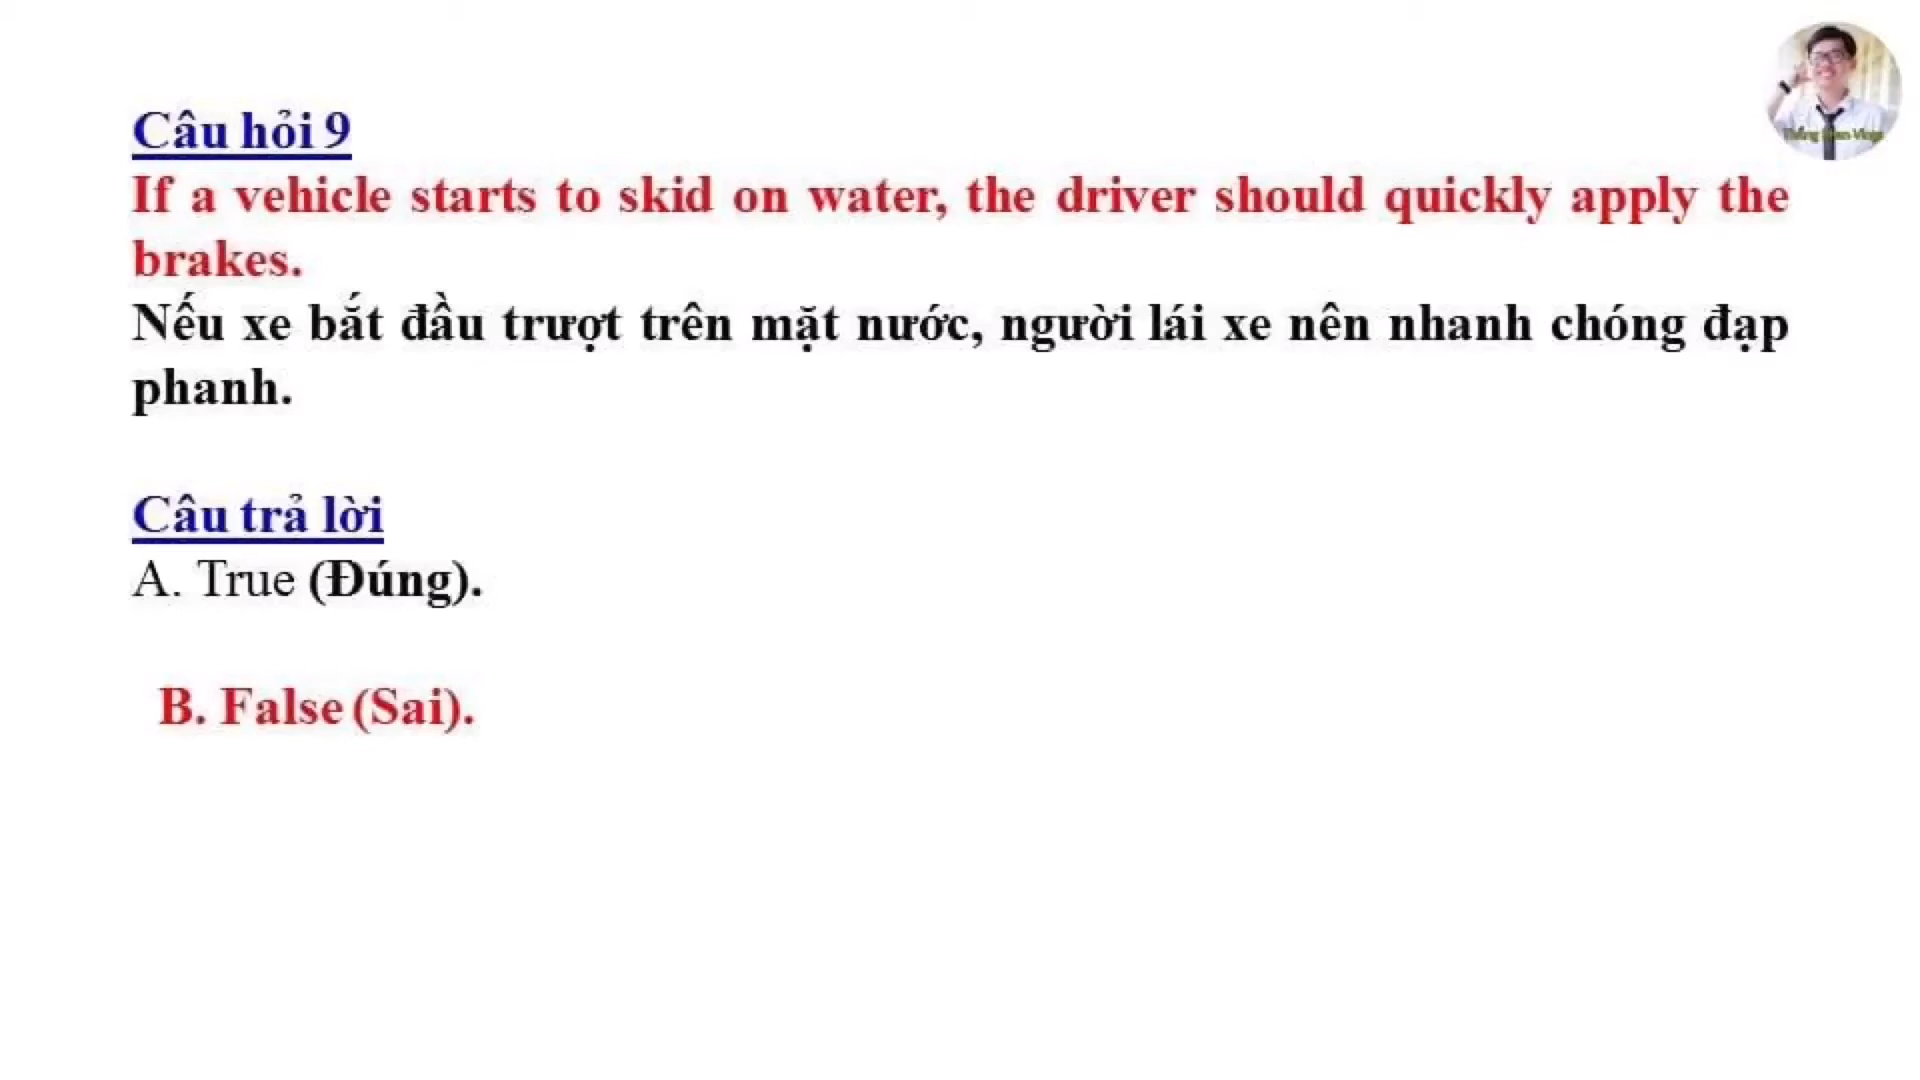 Câu hỏi 9
If a vehicle starts to skid on water, the driver should quickly apply the
brakes.
Nếu xe bắt đầu trượt trên mặt nước, người lái xe nên nhanh chóng đạp
phanh.
Câu trả lời
A. True (Đúng).
B. False (Sai).